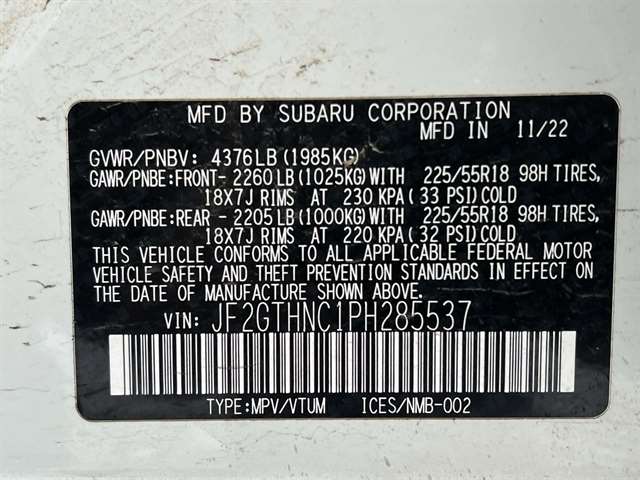 MFD BY SUBARU CORPORATION
MFD IN 11/22
GVWR/PNBV: 4376LB(1985KG)
GAWR/PNBE:FRONT- 2260LB(1025KG)WITH 225/55R18 98H TIRES,
18X7J RIMS AT 230 KPA(33 PSI)COLD
GAWR/PNBE:REAR - 2205LB(1000KG)WITH 225/55R18 98H TIRES,
18X7J RIMS AT 220 KPA(32 PSI)COLD
THIS VEHICLE CONFORMS TO ALL APPLICABLE FEDERAL MOTOR
VEHICLE SAFETY AND THEFT PREVENTION STANDARDS IN EFFECT ON
THE DATE OF MANUFACTURE SHOWN ABOVE.
VIN: JF2GTHNC1PH285537
TYPE:MPV/VTUM ICES/NMB-002